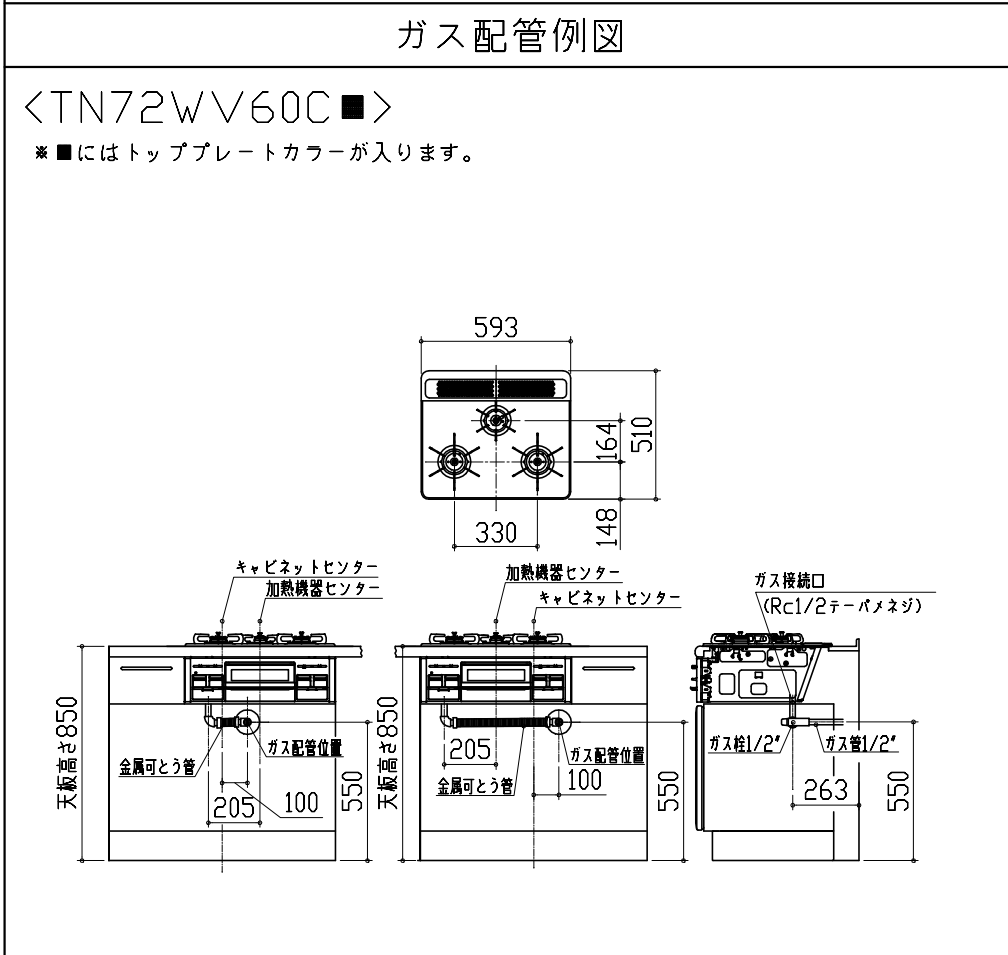 ガス配管例図
<TN72WV60C■>
※■にはトッププレートカラーが入ります。
593
164
510
330
148
キャビネットセンター
加熱機器センター
天板高さ850
金属可とう管
ガス配管位置
205
100
550
加熱機器センター
キャビネットセンター
天板高さ850
205
金属可とう管
ガス配管位置
100
550
ガス接続口
(Rc1/2テーパメネジ)
ガス栓1/2"
ガス管1/2"
263
550